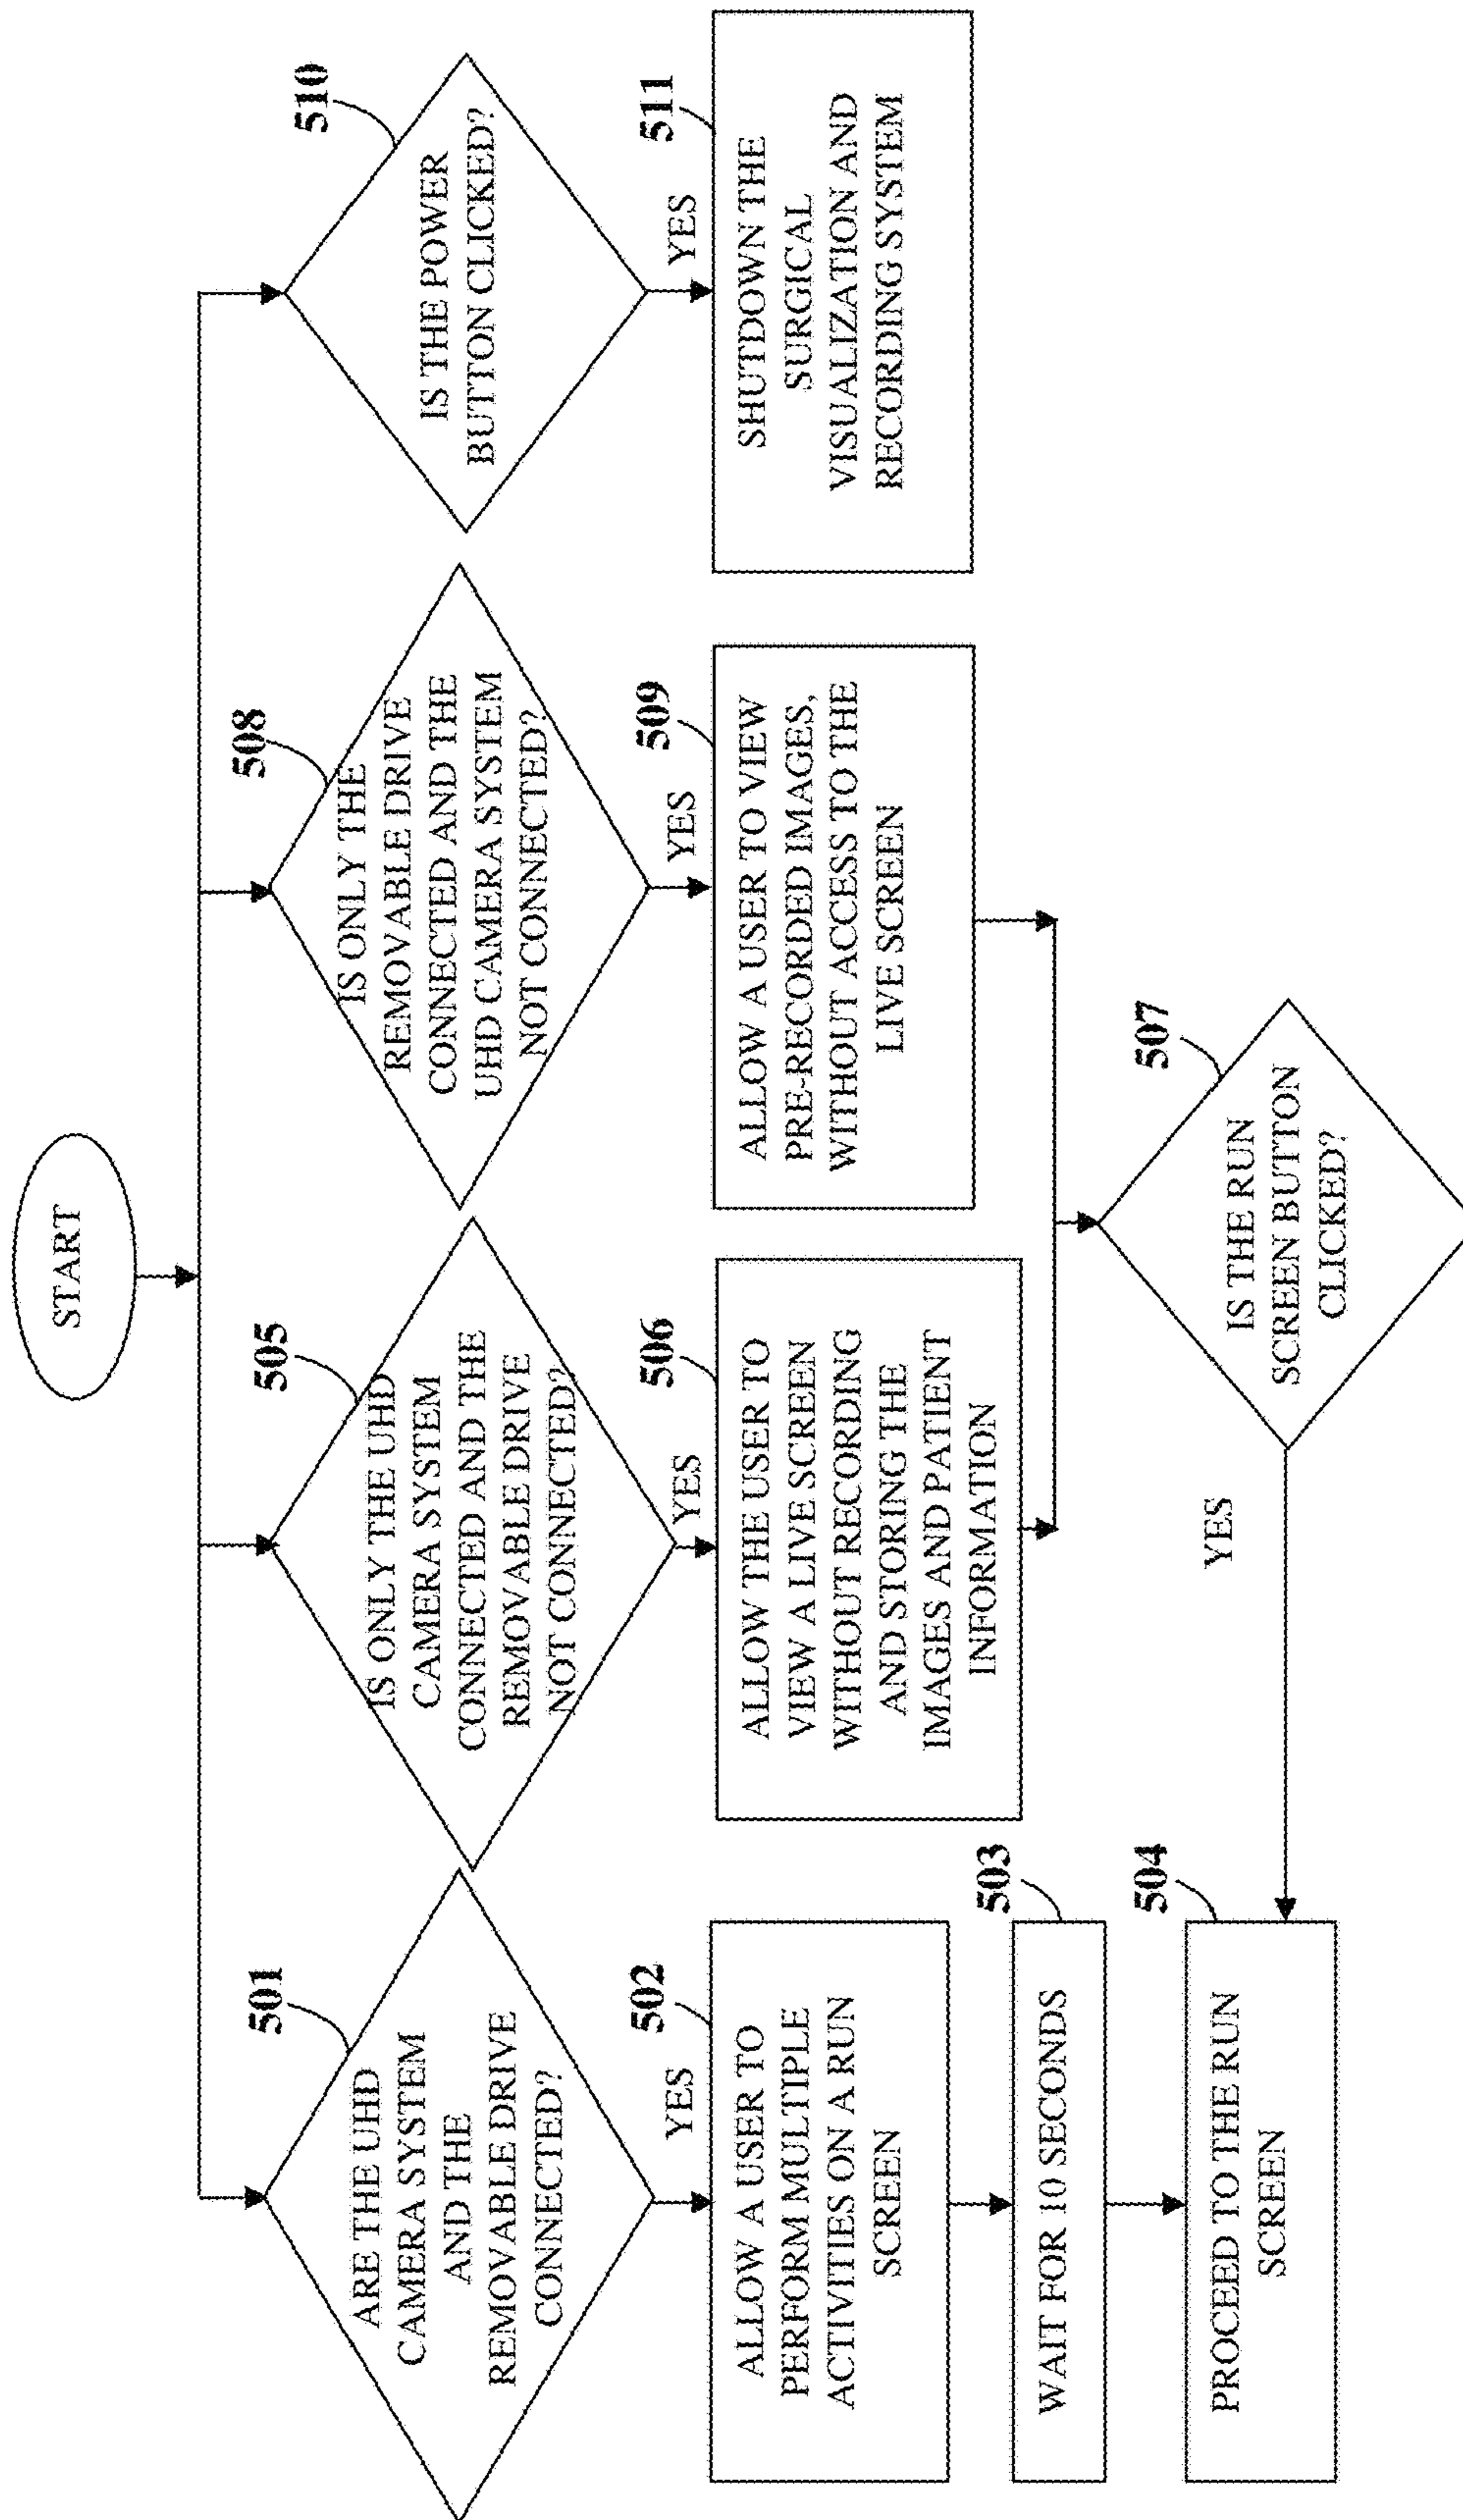 START
501
ARE THE UHD
CAMERA SYSTEM
AND THE
REMOVABLE DRIVE
CONNECTED?
YES
502
ALLOW A USER TO
PERFORM MULTIPLE
ACTIVITIES ON A RUN
SCREEN
503
WAIT FOR 10 SECONDS
504
PROCEED TO THE RUN
SCREEN
505
IS ONLY THE UHD
CAMERA SYSTEM
CONNECTED AND THE
REMOVABLE DRIVE
NOT CONNECTED?
YES
506
ALLOW THE USER TO
VIEW A LIVE SCREEN
WITHOUT RECORDING
AND STORING THE
IMAGES AND PATIENT
INFORMATION
508
IS ONLY THE
REMOVABLE DRIVE
CONNECTED AND THE
UHD CAMERA SYSTEM
NOT CONNECTED?
YES
509
ALLOW A USER TO VIEW
PRE-RECORDED IMAGES,
WITHOUT ACCESS TO THE
LIVE SCREEN
507
IS THE RUN
SCREEN BUTTON
CLICKED?
YES
510
IS THE POWER
BUTTON CLICKED?
YES
511
SHUTDOWN THE
SURGICAL
VISUALIZATION AND
RECORDING SYSTEM